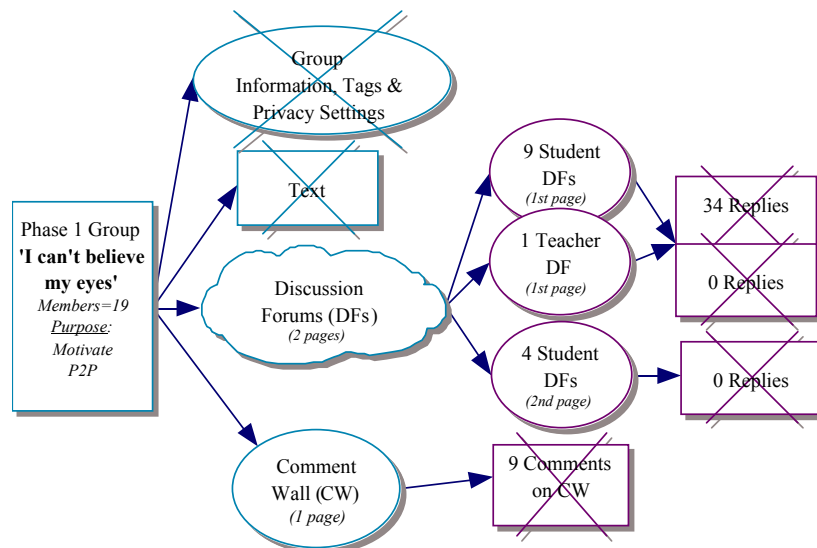 Group
Information, Tags &
Privacy Settings
Text
Phase 1 Group
'I can't believe
my eyes'
Members=19
Purpose:
Motivate
P2P
Discussion
Forums (DFs)
(2 pages)
Comment
Wall (CW)
(1 page)
9 Student
DFs
(1st page)
1 Teacher
DF
(1st page)
4 Student
DFs
(2nd page)
34 Replies
0 Replies
0 Replies
9 Comments
on CW